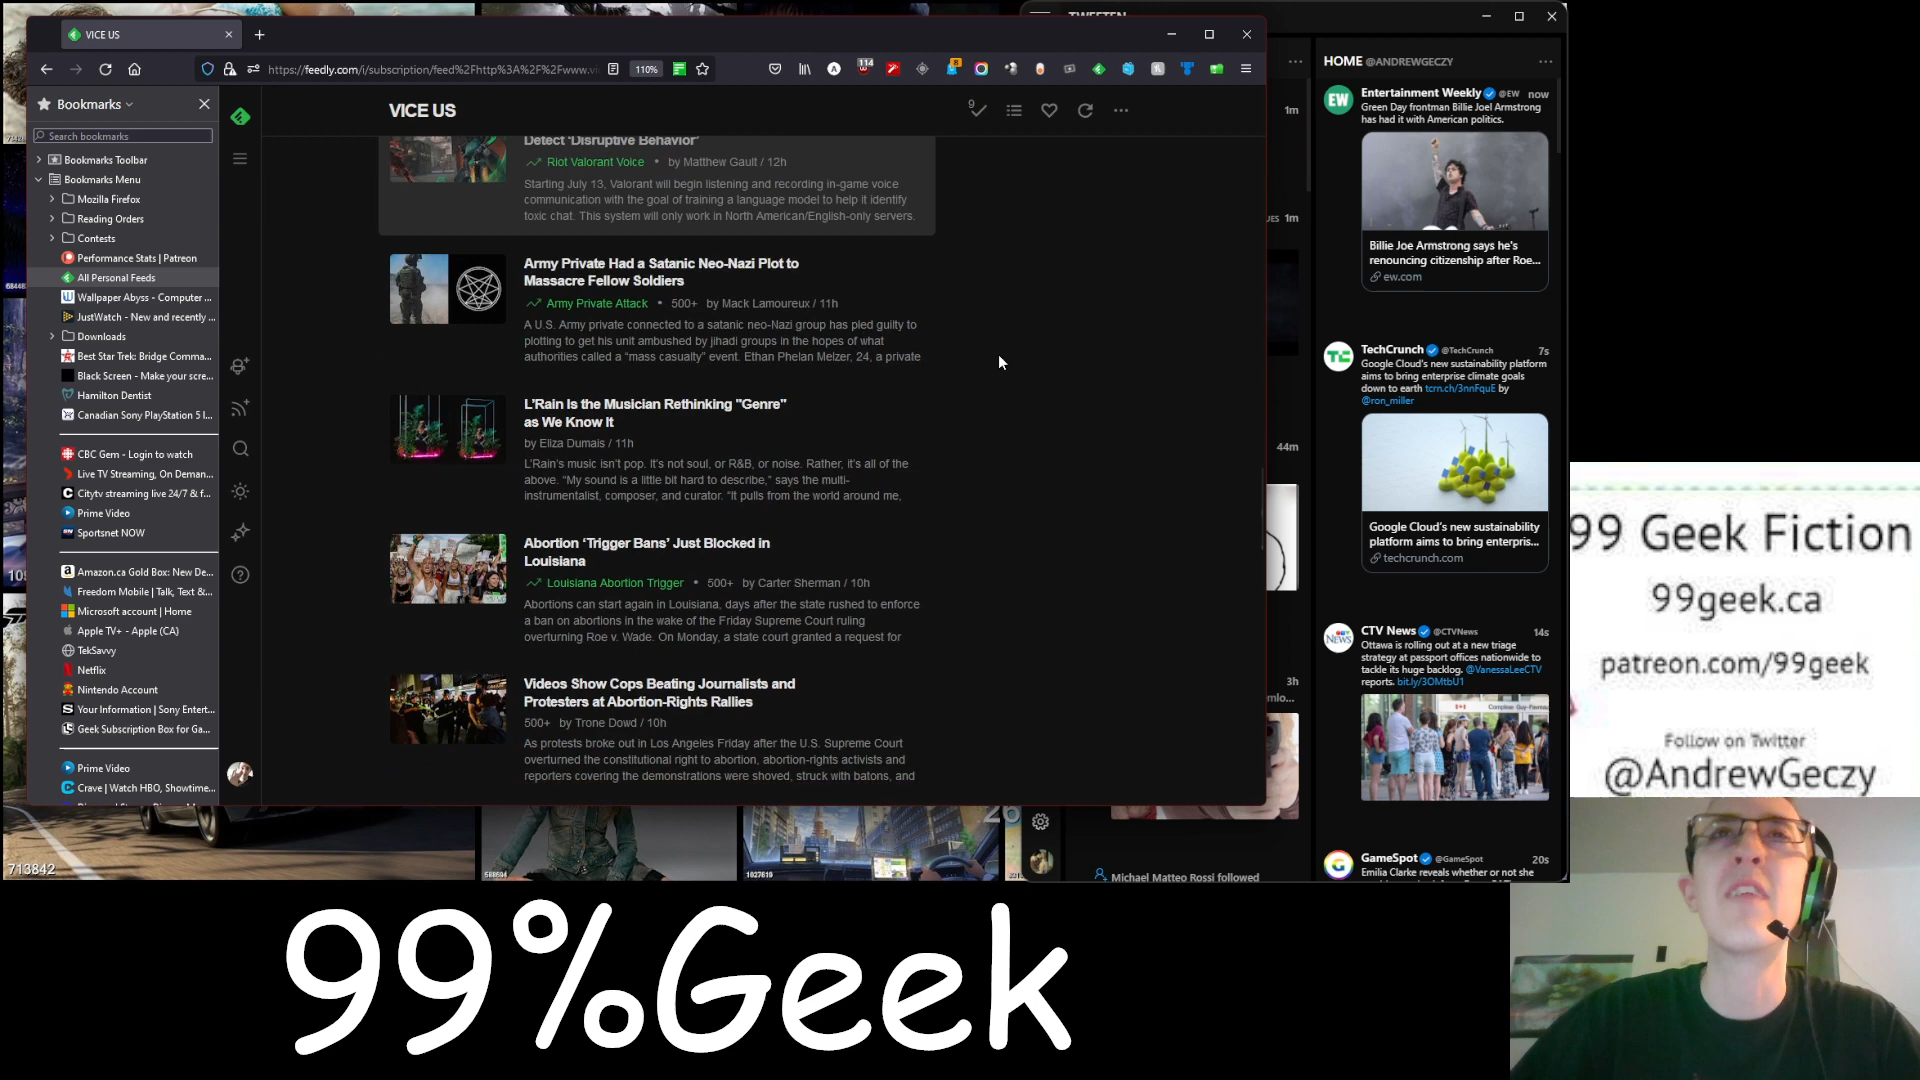 VICE US
https://feedly.com/i/subscription/feed%2Fhttp%3A%2F%2Fwww.vi
110%
114
8
Bookmarks
Search bookmarks
Bookmarks Toolbar
Bookmarks Menu
Mozilla Firefox
Reading Orders
Contests
Performance Stats | Patreon
All Personal Feeds
Wallpaper Abyss - Computer ...
JustWatch - New and recently ...
Downloads
Best Star Trek: Bridge Comma...
Black Screen - Make your scre...
Hamilton Dentist
Canadian Sony PlayStation 5 I...
CBC Gem - Login to watch
Live TV Streaming, On Deman...
Citytv streaming live 24/7 & f...
Prime Video
Sportsnet NOW
Amazon.ca Gold Box: New De...
Freedom Mobile | Talk, Text &...
Microsoft account | Home
Apple TV+ - Apple (CA)
TekSavvy
Netflix
Nintendo Account
Your Information | Sony Entert...
Geek Subscription Box for Ga...
Prime Video
Crave | Watch HBO, Showtime...
VICE US
9
Detect ‘Disruptive Behavior’
Riot Valorant Voice • by Matthew Gault / 12h
Starting July 13, Valorant will begin listening and recording in-game voice
communication with the goal of training a language model to help it identify
toxic chat. This system will only work in North American/English-only servers.
Army Private Had a Satanic Neo-Nazi Plot to
Massacre Fellow Soldiers
Army Private Attack • 500+ by Mack Lamoureux / 11h
A U.S. Army private connected to a satanic neo-Nazi group has pled guilty to
plotting to get his unit ambushed by jihadi groups in the hopes of what
authorities called a “mass casualty” event. Ethan Phelan Melzer, 24, a private
L’Rain Is the Musician Rethinking "Genre"
as We Know It
by Eliza Dumais / 11h
L’Rain’s music isn’t pop. It’s not soul, or R&B, or noise. Rather, it’s all of the
above. “My sound is a little bit hard to describe,” says the multi-
instrumentalist, composer, and curator. “It pulls from the world around me,
Abortion ‘Trigger Bans’ Just Blocked in
Louisiana
Louisiana Abortion Trigger • 500+ by Carter Sherman / 10h
Abortions can start again in Louisiana, days after the state rushed to enforce
a ban on abortions in the wake of the Friday Supreme Court ruling
overturning Roe v. Wade. On Monday, a state court granted a request for
Videos Show Cops Beating Journalists and
Protesters at Abortion-Rights Rallies
500+ by Trone Dowd / 10h
As protests broke out in Los Angeles Friday after the U.S. Supreme Court
overturned the constitutional right to abortion, abortion-rights activists and
reporters covering the demonstrations were shoved, struck with batons, and
1m
1m
44m
3h
Michael Matteo Rossi followed
HOME @ANDREWGECZY
Entertainment Weekly @EW now
Green Day frontman Billie Joel Armstrong
has had it with American politics.
Billie Joe Armstrong says he's
renouncing citizenship after Roe...
ew.com
TechCrunch @TechCrunch 7s
Google Cloud's new sustainability platform
aims to bring enterprise climate goals
down to earth tcrn.ch/3nnFquE by
@ron_miller
Google Cloud's new sustainability
platform aims to bring enterpris...
techcrunch.com
CTV News @CTVNews 14s
Ottawa is rolling out at a new triage
strategy at passport offices nationwide to
tackle its huge backlog. @VanessaLeeCTV
reports. bit.ly/3OMtbU1
GameSpot @GameSpot 20s
Emilia Clarke reveals whether or not she
99 Geek Fiction
99geek.ca
patreon.com/99geek
Follow on Twitter
@AndrewGeczy
713842
588694
1027819
99%Geek